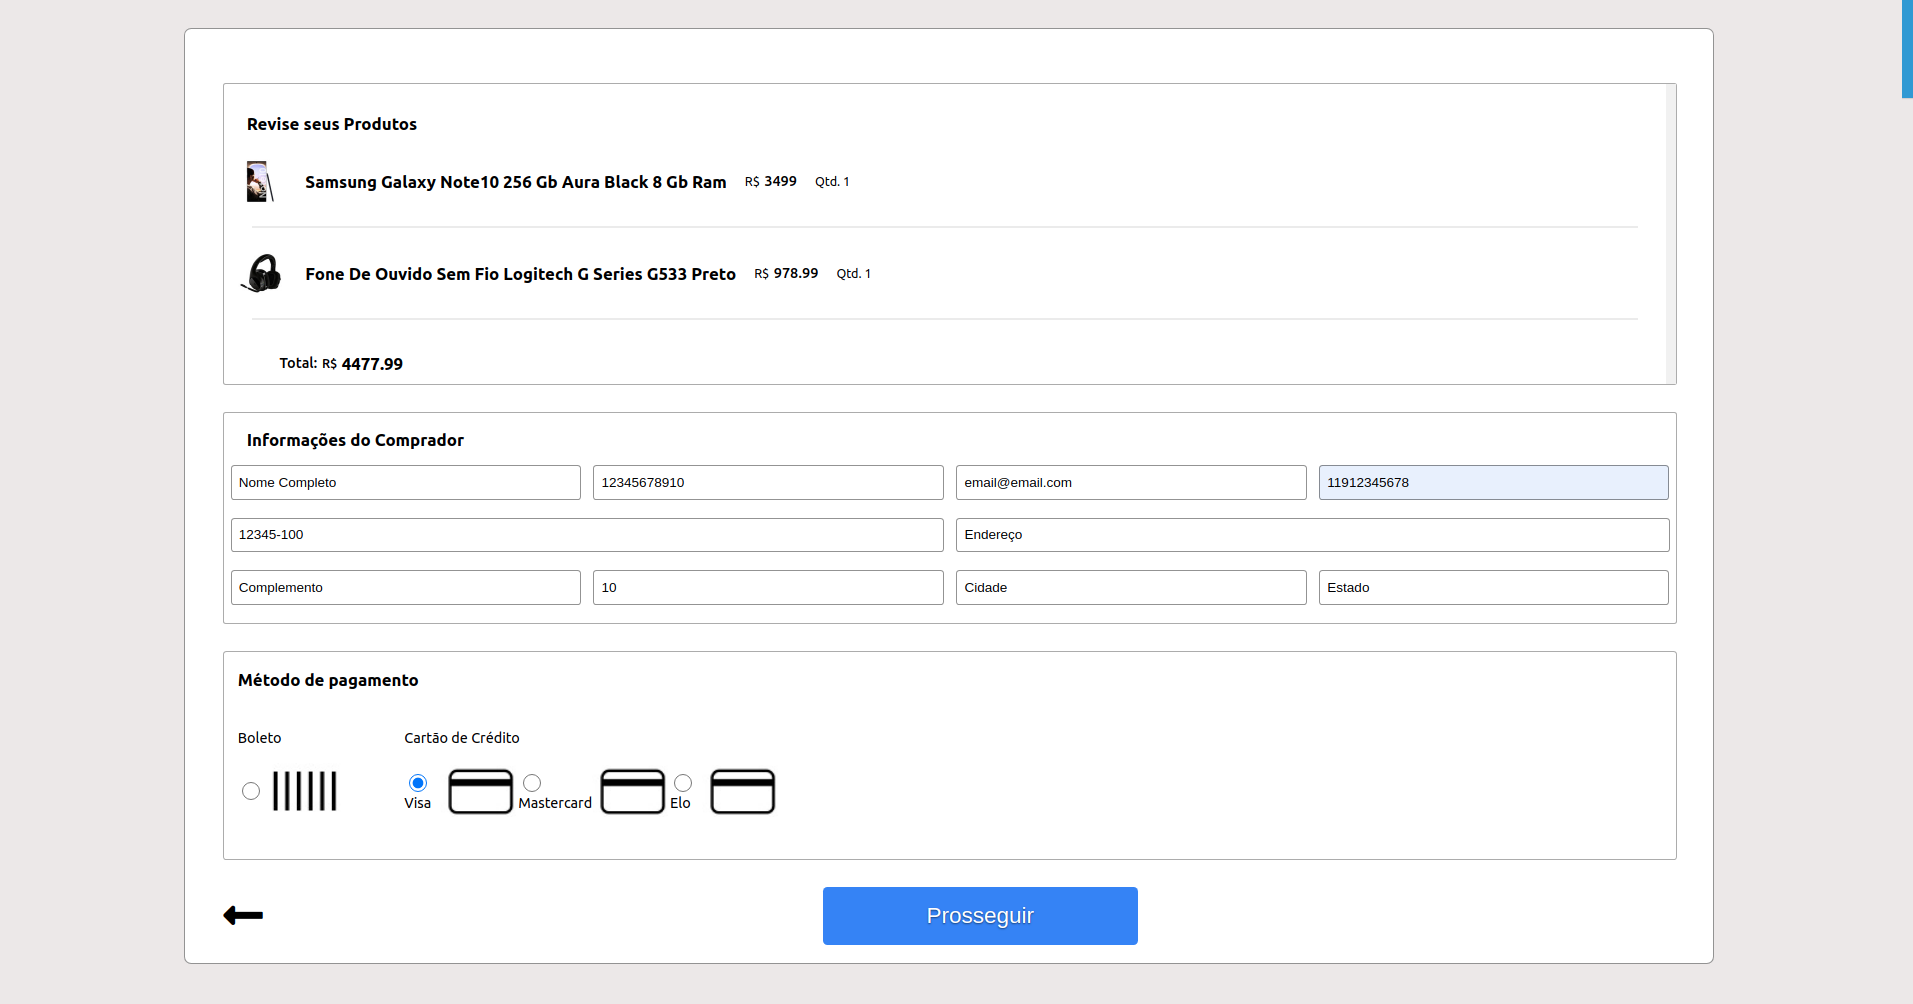 Revise seus Produtos
Samsung Galaxy Note10 256 Gb Aura Black 8 Gb Ram R$ 3499 Qtd. 1
Fone De Ouvido Sem Fio Logitech G Series G533 Preto R$ 978.99 Qtd. 1
Total: R$ 4477.99
Informações do Comprador
Nome Completo 12345678910 email@email.com 11912345678
12345-100 Endereço
Complemento 10 Cidade Estado
Método de pagamento
Boleto Cartão de Crédito
Visa Mastercard Elo
Prosseguir